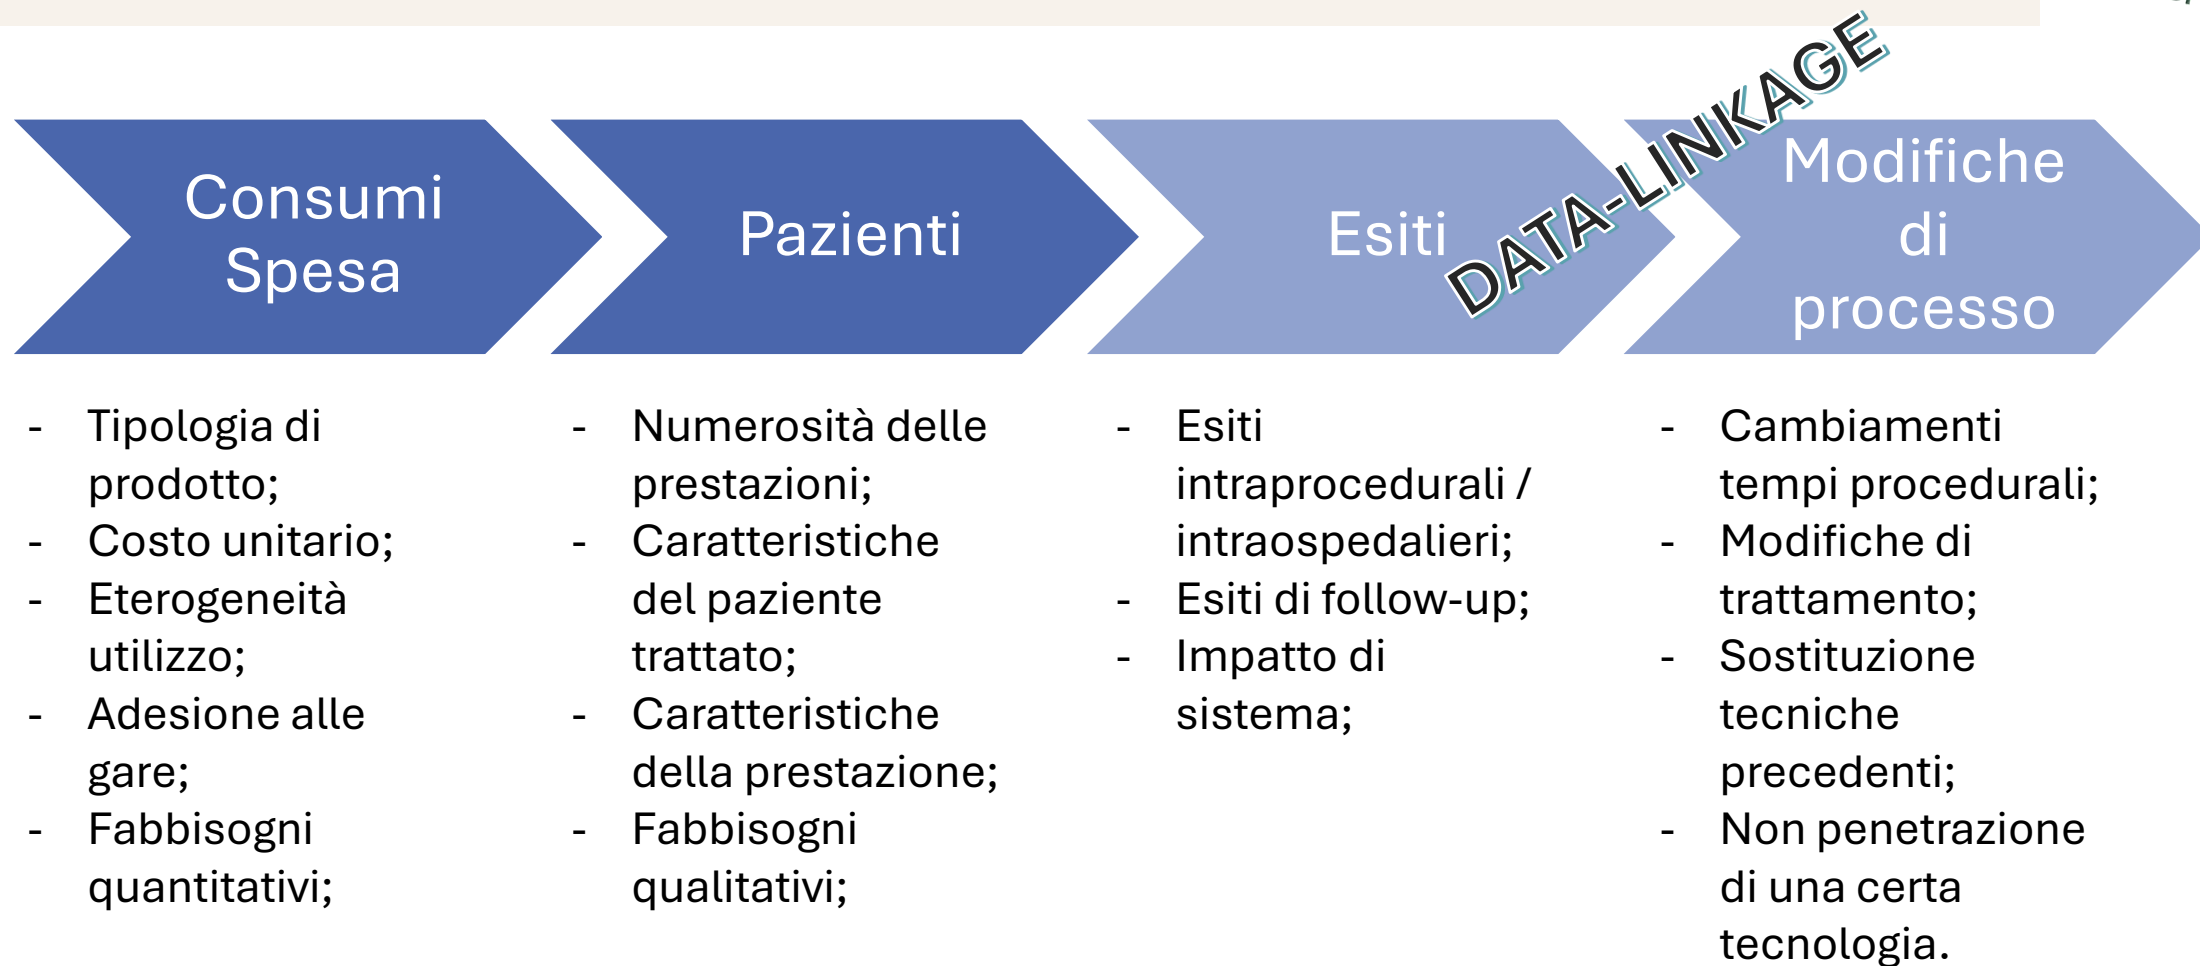 DATA-LINKAGE
Consumi
Spesa
Pazienti
Esiti
Modifiche
di
processo
- Tipologia di
prodotto;
- Costo unitario;
- Eterogeneità
utilizzo;
- Adesione alle
gare;
- Fabbisogni
quantitativi;
- Numerosità delle
prestazioni;
- Caratteristiche
del paziente
trattato;
- Caratteristiche
della prestazione;
- Fabbisogni
qualitativi;
- Esiti
intraprocedurali /
intraospedalieri;
- Esiti di follow-up;
- Impatto di
sistema;
- Cambiamenti
tempi procedurali;
- Modifiche di
trattamento;
- Sostituzione
tecniche
precedenti;
- Non penetrazione
di una certa
tecnologia.